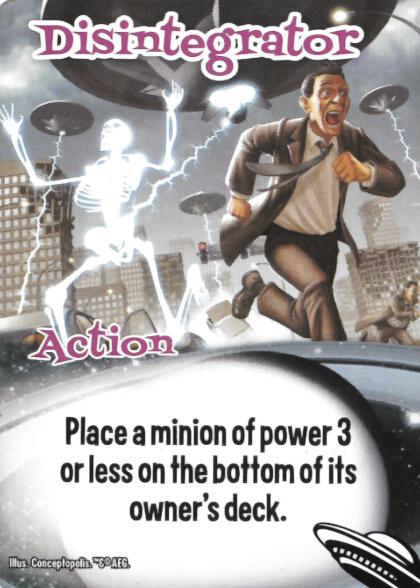 Disintegrator
Action
Place a minion of power 3
or less on the bottom of its
owner's deck.
Illus. Conceptopolis. ™&© AEG.